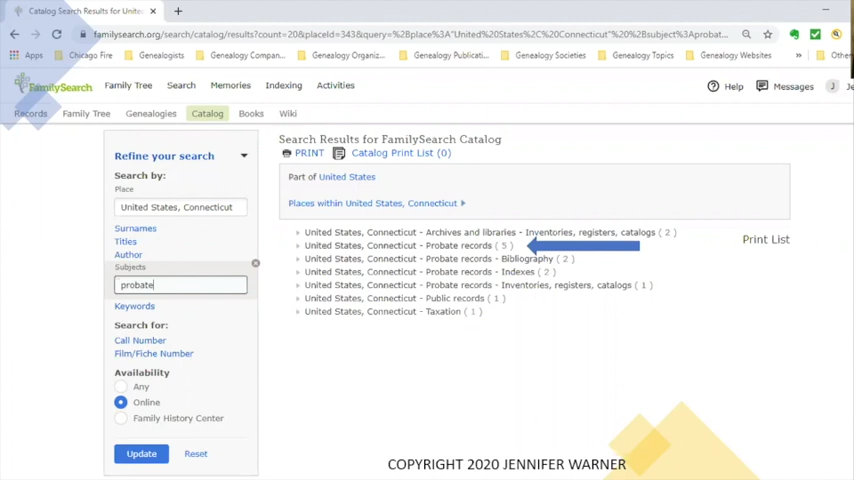 Catalog Search Results for Unite
familysearch.org/search/catalog/results?count=20&placeId=343&query=%2Bplace%3A"United%20States%2C%20Connecticut"%20%2Bsubject%3Aprobat...
Apps Chicago Fire Genealogists Genealogy Compan... Genealogy Organiz... Genealogy Publicati... Genealogy Societies Genealogy Topics Genealogy Websites » Other
FamilySearch Family Tree Search Memories Indexing Activities Help Messages J Je
Records Family Tree Genealogies Catalog Books Wiki
Refine your search
Search by:
Place
United States, Connecticut
Surnames
Titles
Author
Subjects
probate
Keywords
Search for:
Call Number
Film/Fiche Number
Availability
Any
Online
Family History Center
Update Reset
Search Results for FamilySearch Catalog
PRINT Catalog Print List (0)
Part of United States
Places within United States, Connecticut
United States, Connecticut - Archives and libraries - Inventories, registers, catalogs ( 2 )
United States, Connecticut - Probate records ( 5 )
United States, Connecticut - Probate records - Bibliography ( 2 )
United States, Connecticut - Probate records - Indexes ( 2 )
United States, Connecticut - Probate records - Inventories, registers, catalogs ( 1 )
United States, Connecticut - Public records ( 1 )
United States, Connecticut - Taxation ( 1 )
Print List
COPYRIGHT 2020 JENNIFER WARNER